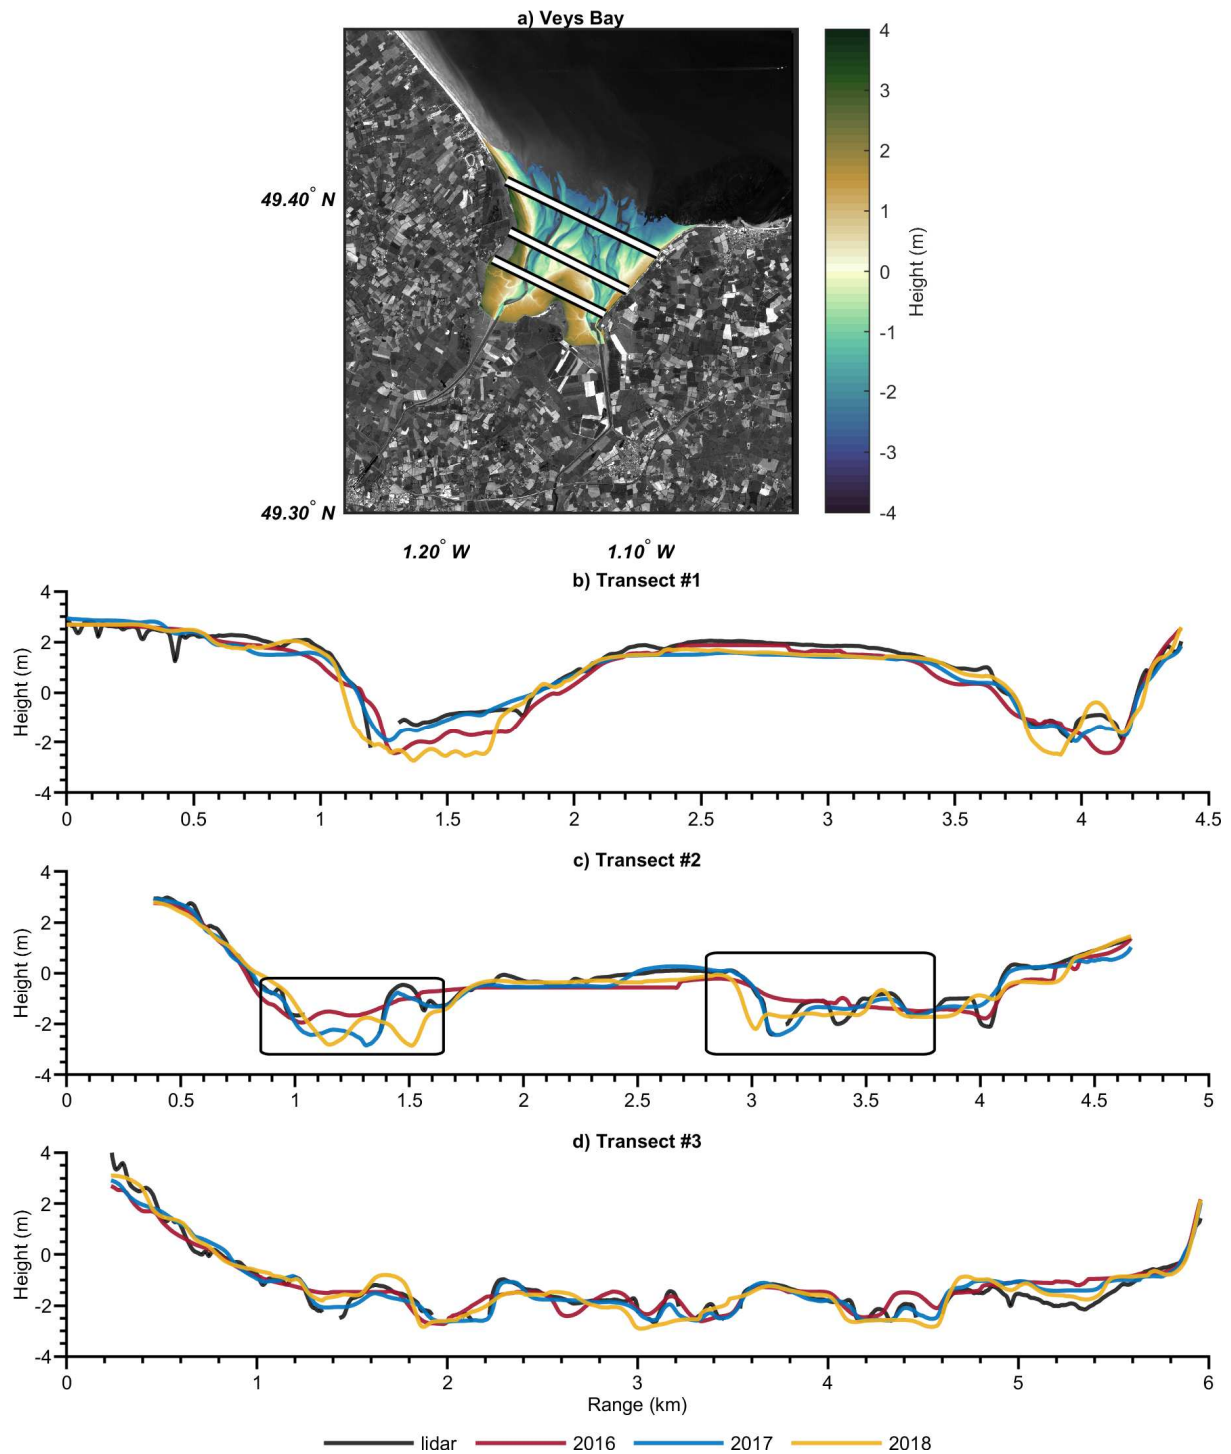 a) Veys Bay
4
3
2
1
0
-1
-2
-3
-4
Height (m)
49.40° N
49.30° N
1.20° W
1.10° W
b) Transect #1
4
2
0
-2
-4
Height (m)
0 0.5 1 1.5 2 2.5 3 3.5 4 4.5
c) Transect #2
4
2
0
-2
-4
Height (m)
0 0.5 1 1.5 2 2.5 3 3.5 4 4.5 5
d) Transect #3
4
2
0
-2
-4
Height (m)
0 1 2 3 4 5 6
Range (km)
lidar 2016 2017 2018